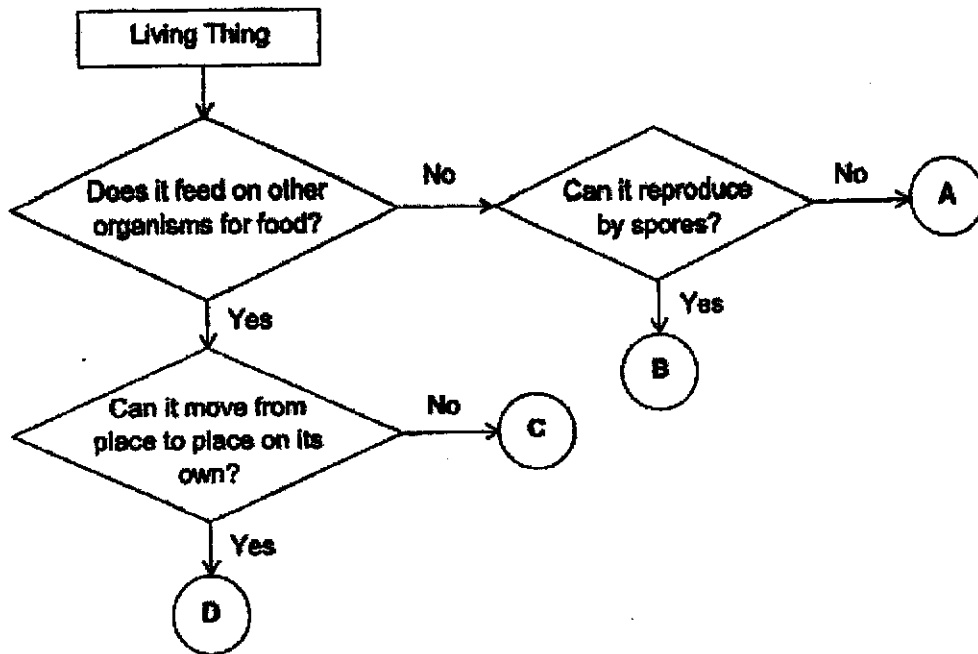 Living Thing
Does it feed on other
organisms for food?
No
Can it reproduce
by spores?
No
A
Yes
Yes
B
Can it move from
place to place on its
own?
No
C
Yes
D